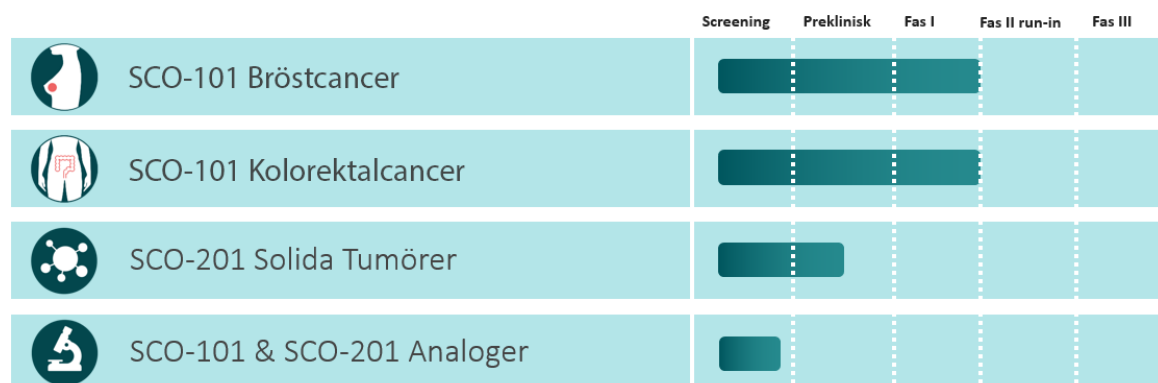 Screening Preklinisk Fas I Fas II run-in Fas III
SCO-101 Bröstcancer
SCO-101 Kolorektalcancer
SCO-201 Solida Tumörer
SCO-101 & SCO-201 Analoger